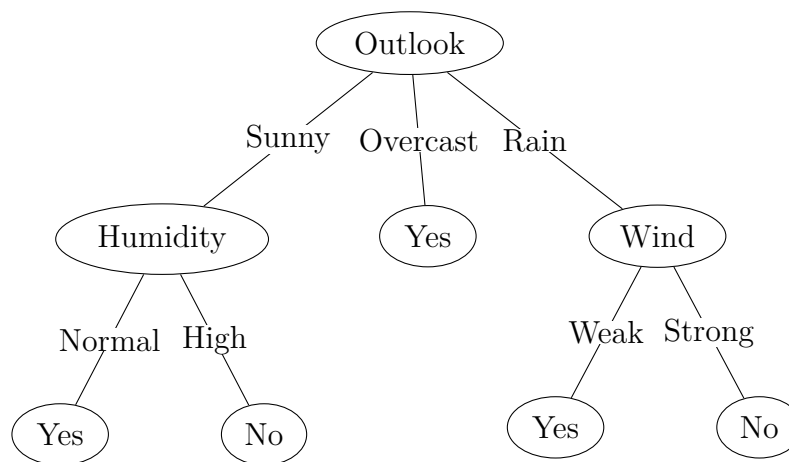 Outlook
Sunny Overcast Rain
Humidity Yes Wind
Normal High Weak Strong
Yes No Yes No